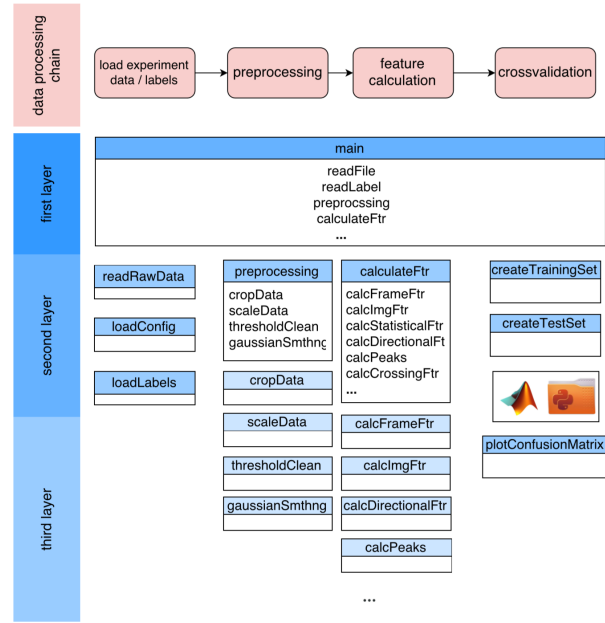 data processing
chain
load experiment
data / labels
preprocessing
feature
calculation
crossvalidation
first layer
main
readFile
readLabel
preprocssing
calculateFtr
...
second layer
readRawData
loadConfig
loadLabels
preprocessing
cropData
scaleData
thresholdClean
gaussianSmthng
calculateFtr
calcFrameFtr
calcImgFtr
calcStatisticalFtr
calcDirectionalFt
calcPeaks
calcCrossingFtr
...
createTrainingSet
createTestSet
plotConfusionMatrix
third layer
cropData
scaleData
thresholdClean
gaussianSmthng
calcFrameFtr
calcImgFtr
calcDirectionalFtr
calcPeaks
...